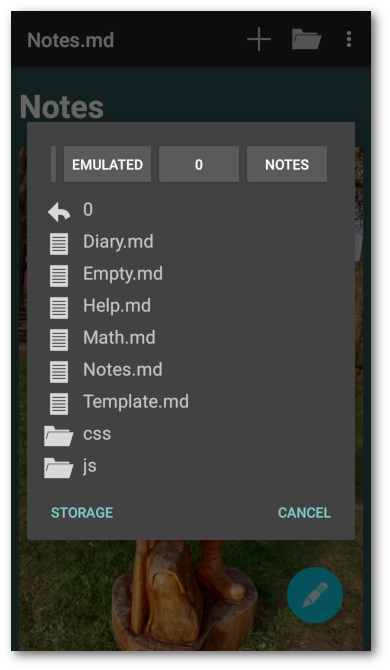 Notes.md
Notes
EMULATED 0 NOTES
0
Diary.md
Empty.md
Help.md
Math.md
Notes.md
Template.md
css
js
STORAGE CANCEL